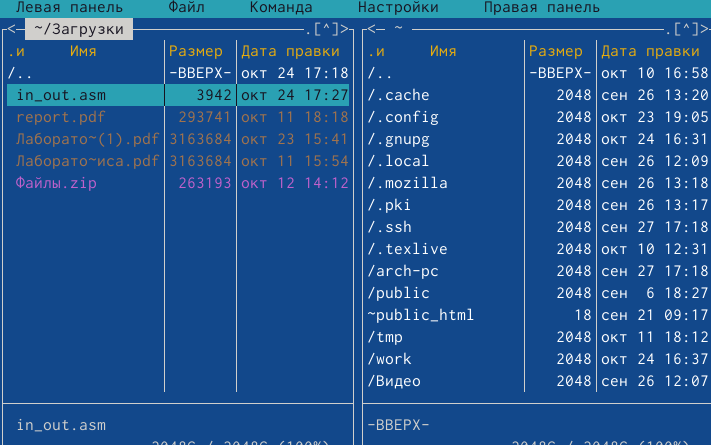 Левая панель Файл Команда Настройки Правая панель
<─ ~/Загрузки .[^]> <─ ~ .[^]>
.и Имя Размер Дата правки .и Имя Размер Дата правки
/.. -ВВЕРХ- окт 24 17:18 /.. -ВВЕРХ- окт 10 16:58
in_out.asm 3942 окт 24 17:27 /.cache 2048 сен 26 13:20
report.pdf 293741 окт 11 18:18 /.config 2048 окт 23 19:05
Лаборато~(1).pdf 3163684 окт 23 15:41 /.gnupg 2048 окт 24 16:31
Лаборато~иса.pdf 3163684 окт 11 15:54 /.local 2048 сен 26 12:09
Файлы.zip 263193 окт 12 14:12 /.mozilla 2048 сен 26 13:18
/.pki 2048 сен 26 13:17
/.ssh 2048 сен 27 17:18
/.texlive 2048 окт 10 12:31
/arch-pc 2048 сен 27 17:18
/public 2048 сен 6 18:27
~public_html 18 сен 21 09:17
/tmp 2048 окт 11 18:12
/work 2048 окт 24 16:37
/Видео 2048 сен 26 12:07
in_out.asm -ВВЕРХ-
2048G / 2048G (100%) 2048G / 2048G (100%)